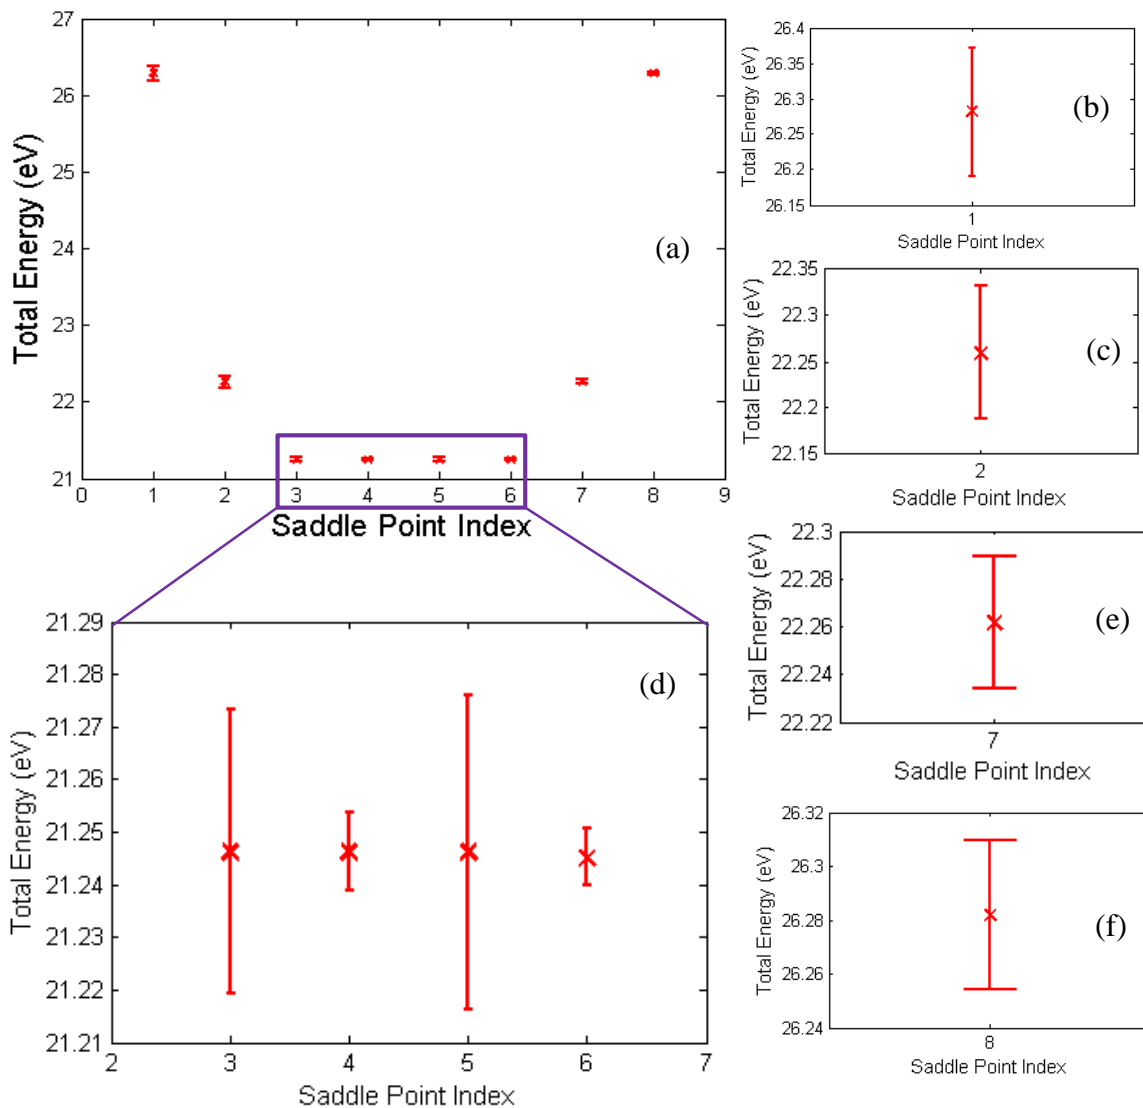 27
26
25
24
23
22
21
0 1 2 3 4 5 6 7 8 9
Total Energy (eV)
Saddle Point Index
(a)
26.4
26.35
26.3
26.25
26.2
26.15
1
Total Energy (eV)
Saddle Point Index
(b)
22.35
22.3
22.25
22.2
22.15
2
Total Energy (eV)
Saddle Point Index
(c)
21.29
21.28
21.27
21.26
21.25
21.24
21.23
21.22
21.21
2 3 4 5 6 7
Total Energy (eV)
Saddle Point Index
(d)
22.3
22.28
22.26
22.24
22.22
7
Total Energy (eV)
Saddle Point Index
(e)
26.32
26.3
26.28
26.26
26.24
8
Total Energy (eV)
Saddle Point Index
(f)